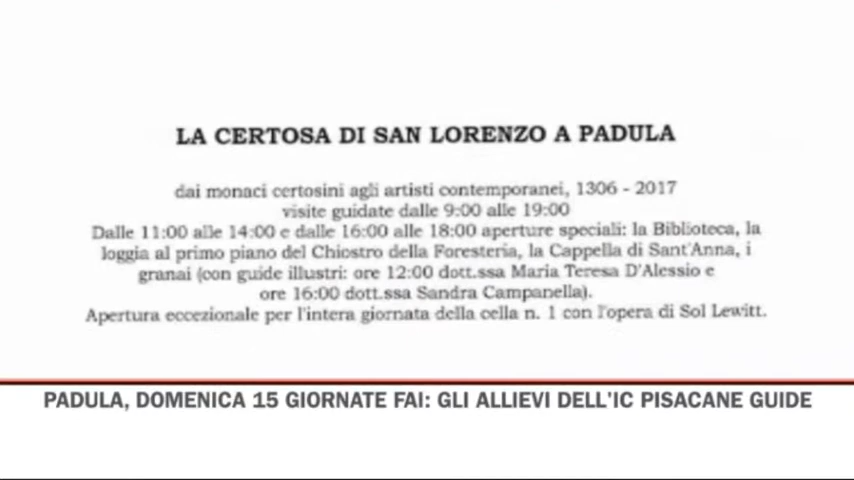 LA CERTOSA DI SAN LORENZO A PADULA
dai monaci certosini agli artisti contemporanei, 1306 - 2017
visite guidate dalle 9:00 alle 19:00
Dalle 11:00 alle 14:00 e dalle 16:00 alle 18:00 aperture speciali: la Biblioteca, la
loggia al primo piano del Chiostro della Foresteria, la Cappella di Sant'Anna, i
granai (con guide illustri: ore 12:00 dott.ssa Maria Teresa D'Alessio e
ore 16:00 dott.ssa Sandra Campanella).
Apertura eccezionale per l'intera giornata della cella n. 1 con l'opera di Sol Lewitt.
PADULA, DOMENICA 15 GIORNATE FAI: GLI ALLIEVI DELL'IC PISACANE GUIDE